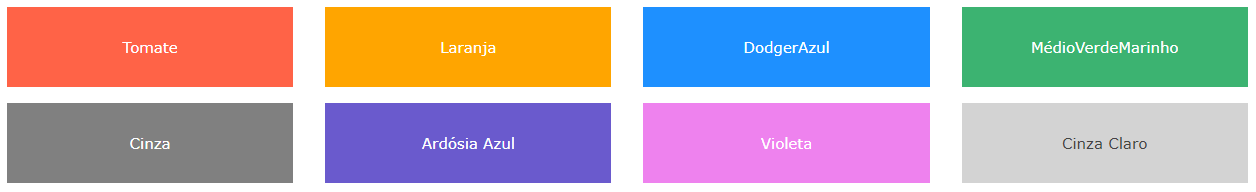 Tomate
Laranja
DodgerAzul
MédioVerdeMarinho
Cinza
Ardósia Azul
Violeta
Cinza Claro